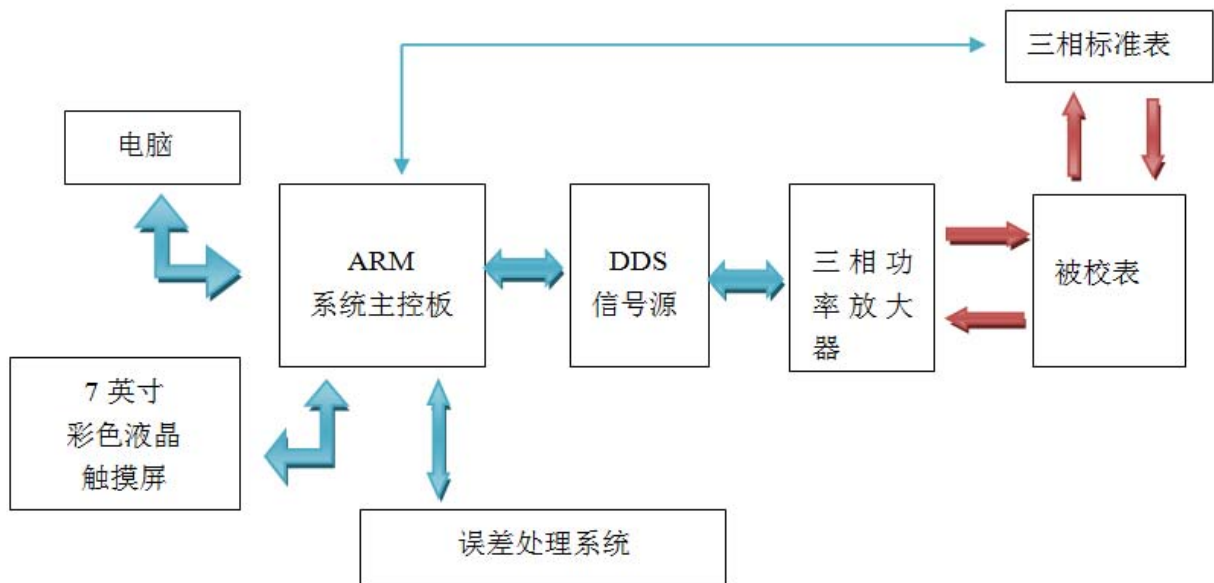 三相标准表
电脑
ARM
系统主控板
DDS
信号源
三相功
率放大
器
被校表
7 英寸
彩色液晶
触摸屏
误差处理系统